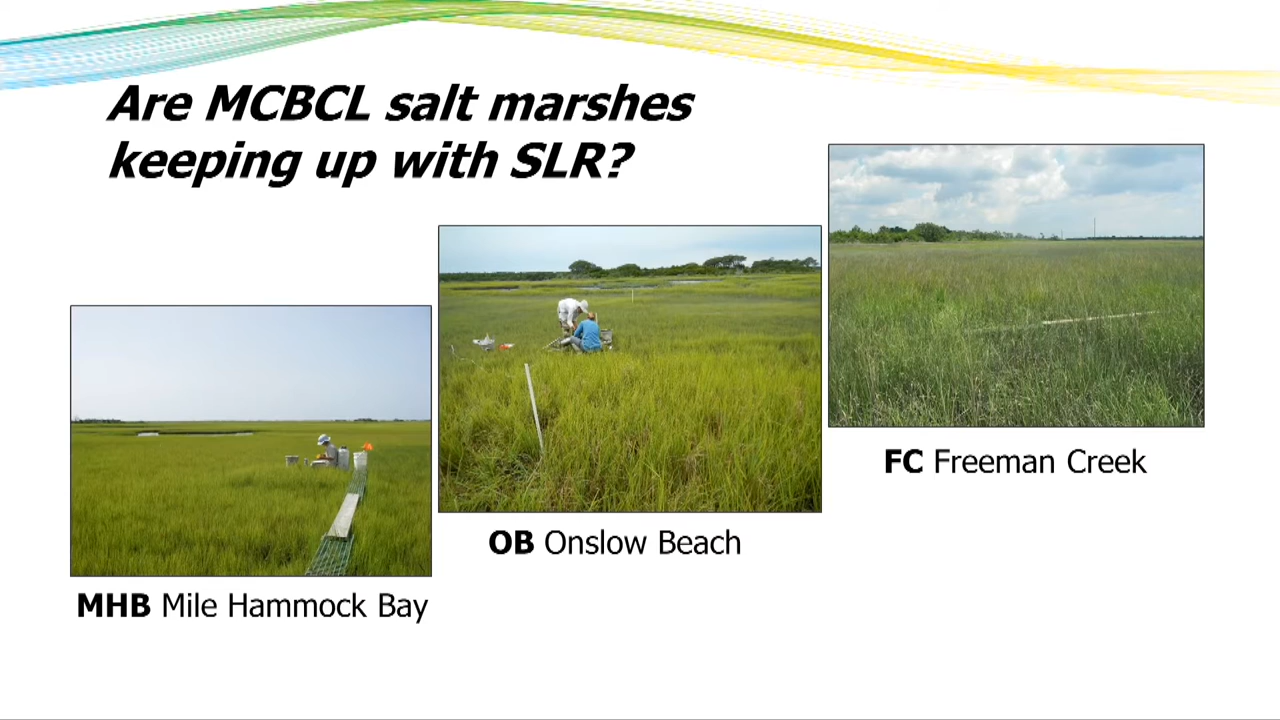 Are MCBCL salt marshes
keeping up with SLR?
FC Freeman Creek
OB Onslow Beach
MHB Mile Hammock Bay